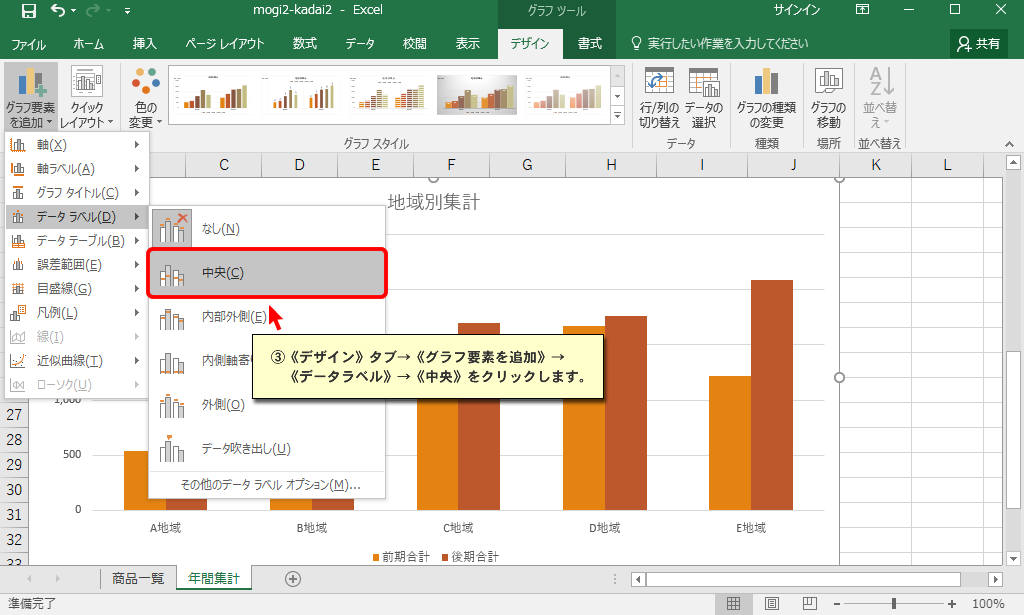 mogi2-kadai2 - Excel
グラフ ツール
サインイン
ファイル
ホーム
挿入
ページ レイアウト
数式
データ
校閲
表示
デザイン
書式
実行したい作業を入力してください
共有
グラフ要素
を追加
クイック
レイアウト
色の
変更
行/列の
切り替え
データの
選択
グラフの種類
の変更
グラフの
移動
並べ替
え
グラフ スタイル
データ
種類
場所
並べ替え
C D E F G H I J K L
地域別集計
軸(X)
軸ラベル(A)
グラフ タイトル(C)
データ ラベル(D)
データ テーブル(B)
誤差範囲(E)
目盛線(G)
凡例(L)
線(I)
近似曲線(T)
ローソク(U)
なし(N)
中央(C)
内部外側(E)
内側軸寄
外側(O)
データ吹き出し(U)
その他のデータ ラベル オプション(M)...
③《デザイン》タブ→《グラフ要素を追加》→
《データラベル》→《中央》をクリックします。
1,000
500
0
27
28
29
30
31
32
33
A地域
B地域
C地域
D地域
E地域
前期合計
後期合計
商品一覧
年間集計
準備完了
100%